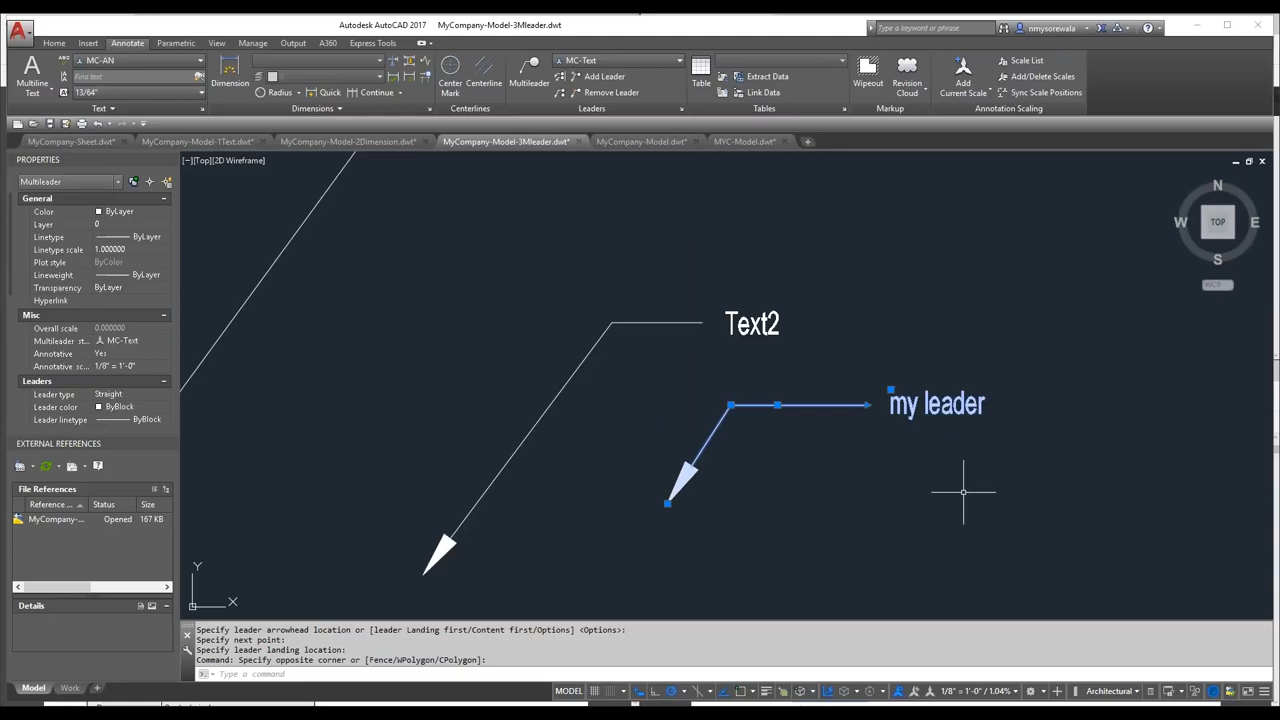 Autodesk AutoCAD 2017 MyCompany-Model-3Mleader.dwt
Type a keyword or phrase
nmysorewala
Home Insert Annotate Parametric View Manage Output A360 Express Tools
MC-AN
Find text
13/64"
Multiline
Text
Text
Dimension
0
Radius Quick Continue
Dimensions
Center
Mark
Centerline
Centerlines
Multileader
MC-Text
Add Leader
Remove Leader
Leaders
Table
Extract Data
Link Data
Tables
Wipeout
Revision
Cloud
Markup
Add
Current Scale
Scale List
Add/Delete Scales
Sync Scale Positions
Annotation Scaling
MyCompany-Sheet.dwt* MyCompany-Model-1Text.dwt* MyCompany-Model-2Dimension.dwt* MyCompany-Model-3Mleader.dwt* MyCompany-Model.dwt* MYC-Model.dwt*
PROPERTIES
Multileader
General
Color ByLayer
Layer 0
Linetype ByLayer
Linetype scale 1.000000
Plot style ByColor
Lineweight ByLayer
Transparency ByLayer
Hyperlink
Misc
Overall scale 0.000000
Multileader st... MC-Text
Annotative Yes
Annotative sc... 1/8" = 1'-0"
Leaders
Leader type Straight
Leader color ByBlock
Leader linetype ByBlock
EXTERNAL REFERENCES
File References
Reference ... Status Size
MyCompany-... Opened 167 KB
Details
[−][Top][2D Wireframe]
Text2
my leader
N
W TOP E
S
WCS
Y
X
Specify leader arrowhead location or [leader Landing first/Content first/Options] <Options>:
Specify next point:
Specify leader landing location:
Command: Specify opposite corner or [Fence/WPolygon/CPolygon]:
Type a command
Model Work
MODEL 1/8" = 1'-0" / 1.04% Architectural